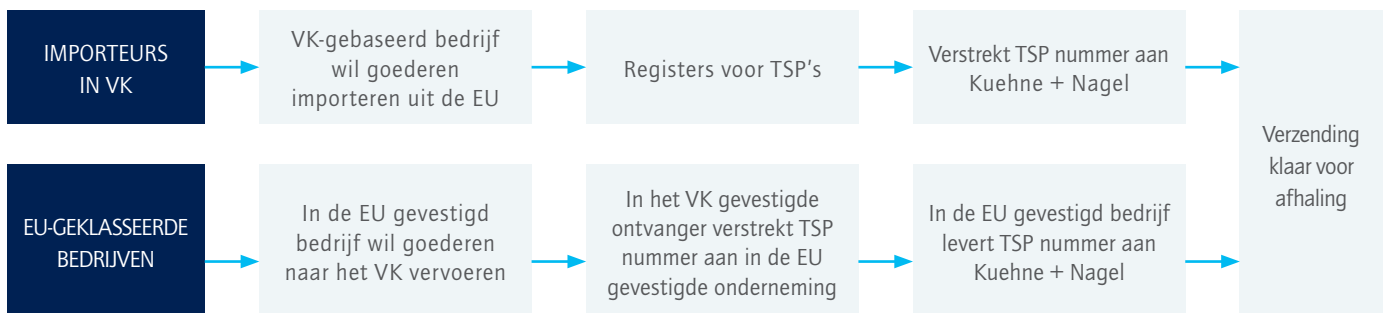 IMPORTEURS
IN VK
VK-gebaseerd bedrijf
wil goederen
importeren uit de EU
Registers voor TSP's
Verstrekt TSP nummer aan
Kuehne + Nagel
EU-GEKLASSEERDE
BEDRIJVEN
In de EU gevestigd
bedrijf wil goederen
naar het VK vervoeren
In het VK gevestigde
ontvanger verstrekt TSP
nummer aan in de EU
gevestigde onderneming
In de EU gevestigd bedrijf
levert TSP nummer aan
Kuehne + Nagel
Verzending
klaar voor
afhaling